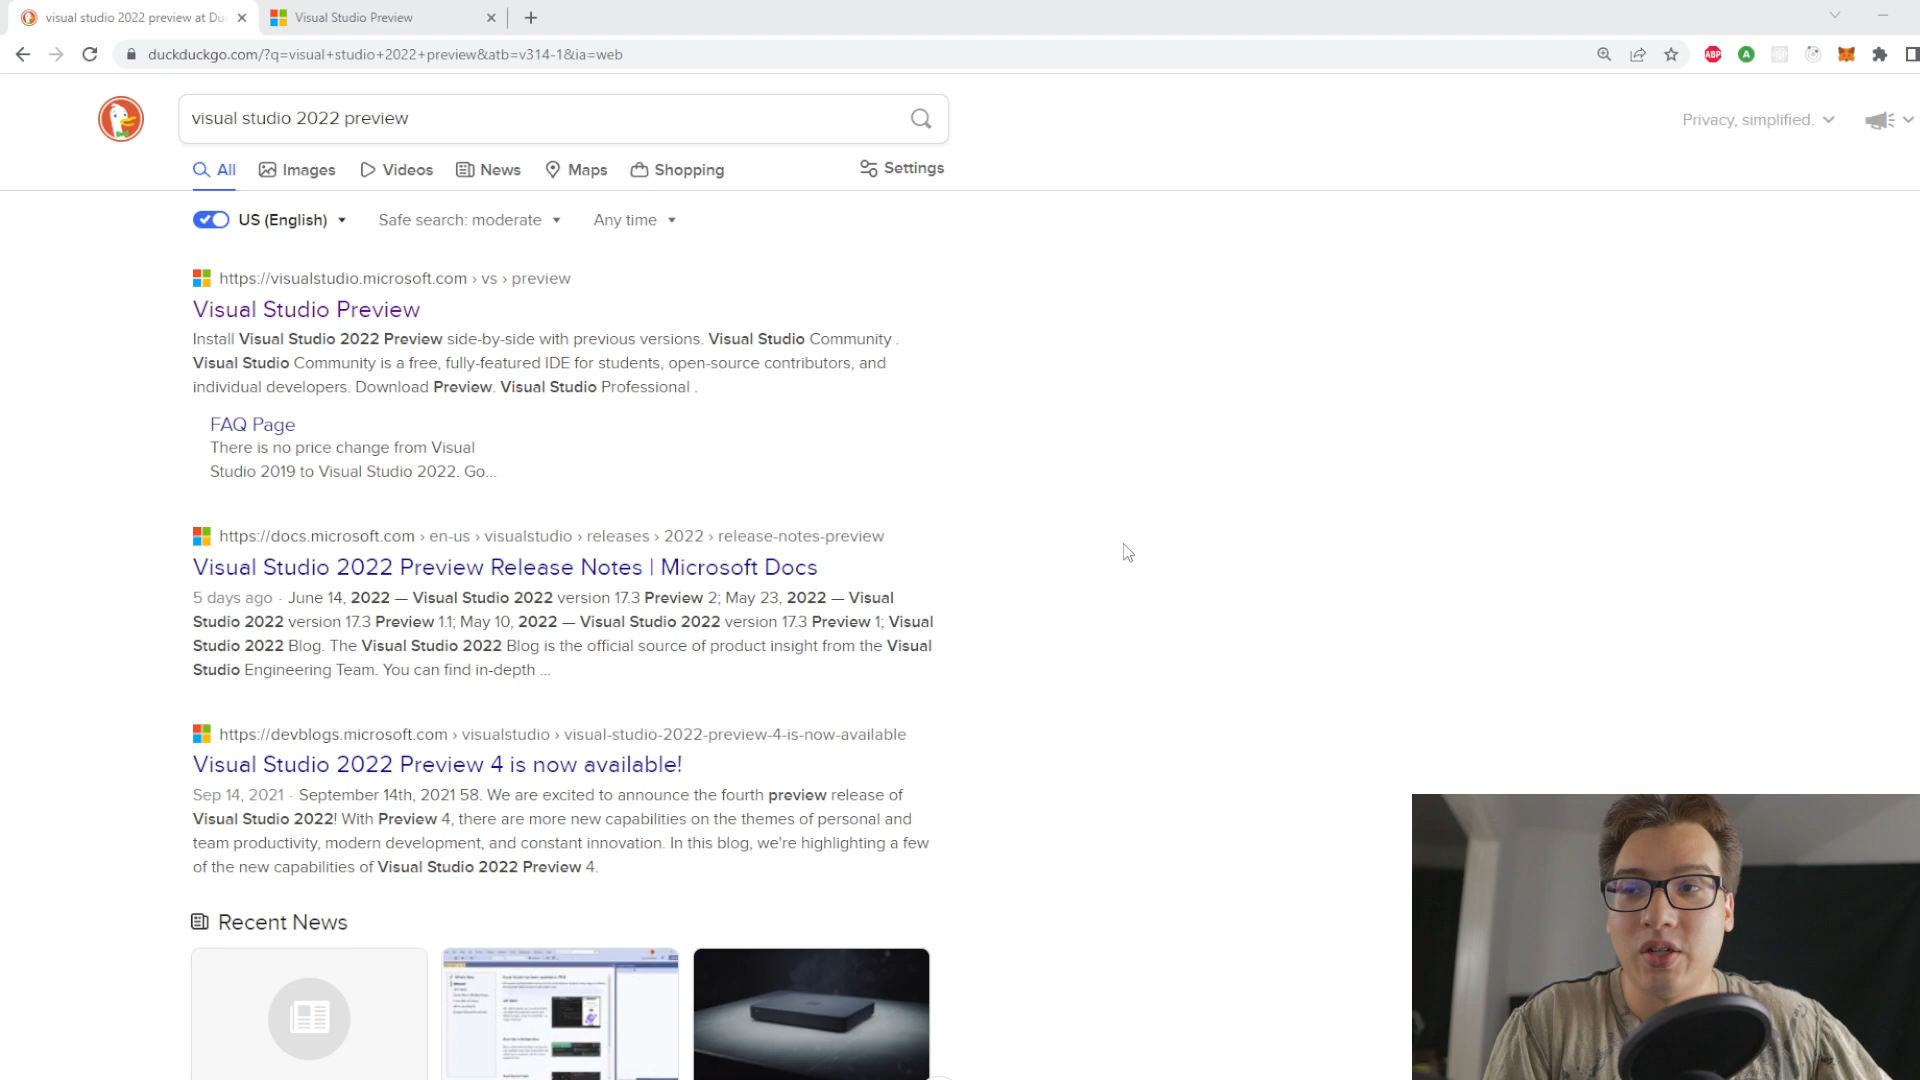 visual studio 2022 preview at Du
Visual Studio Preview
duckduckgo.com/?q=visual+studio+2022+preview&atb=v314-1&ia=web
ABP
A
visual studio 2022 preview
Privacy, simplified.
All
Images
Videos
News
Maps
Shopping
Settings
US (English)
Safe search: moderate
Any time
https://visualstudio.microsoft.com › vs › preview
Visual Studio Preview
Install Visual Studio 2022 Preview side-by-side with previous versions. Visual Studio Community .
Visual Studio Community is a free, fully-featured IDE for students, open-source contributors, and
individual developers. Download Preview. Visual Studio Professional .
FAQ Page
There is no price change from Visual
Studio 2019 to Visual Studio 2022. Go...
https://docs.microsoft.com › en-us › visualstudio › releases › 2022 › release-notes-preview
Visual Studio 2022 Preview Release Notes | Microsoft Docs
5 days ago · June 14, 2022 — Visual Studio 2022 version 17.3 Preview 2; May 23, 2022 — Visual
Studio 2022 version 17.3 Preview 1.1; May 10, 2022 — Visual Studio 2022 version 17.3 Preview 1; Visual
Studio 2022 Blog. The Visual Studio 2022 Blog is the official source of product insight from the Visual
Studio Engineering Team. You can find in-depth ...
https://devblogs.microsoft.com › visualstudio › visual-studio-2022-preview-4-is-now-available
Visual Studio 2022 Preview 4 is now available!
Sep 14, 2021 · September 14th, 2021 58. We are excited to announce the fourth preview release of
Visual Studio 2022! With Preview 4, there are more new capabilities on the themes of personal and
team productivity, modern development, and constant innovation. In this blog, we're highlighting a few
of the new capabilities of Visual Studio 2022 Preview 4.
Recent News